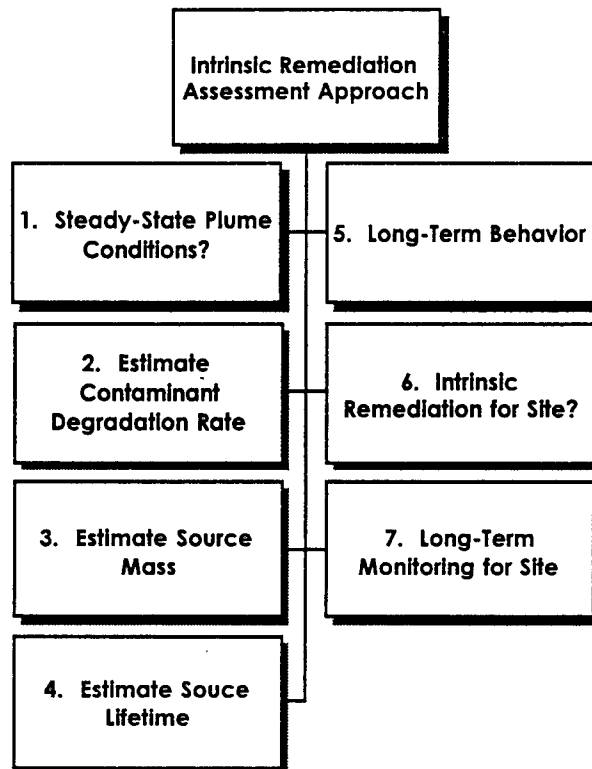 Intrinsic Remediation
Assessment Approach
1. Steady-State Plume
Conditions?
2. Estimate
Contaminant
Degradation Rate
3. Estimate Source
Mass
4. Estimate Souce
Lifetime
5. Long-Term Behavior
6. Intrinsic
Remediation for Site?
7. Long-Term
Monitoring for Site